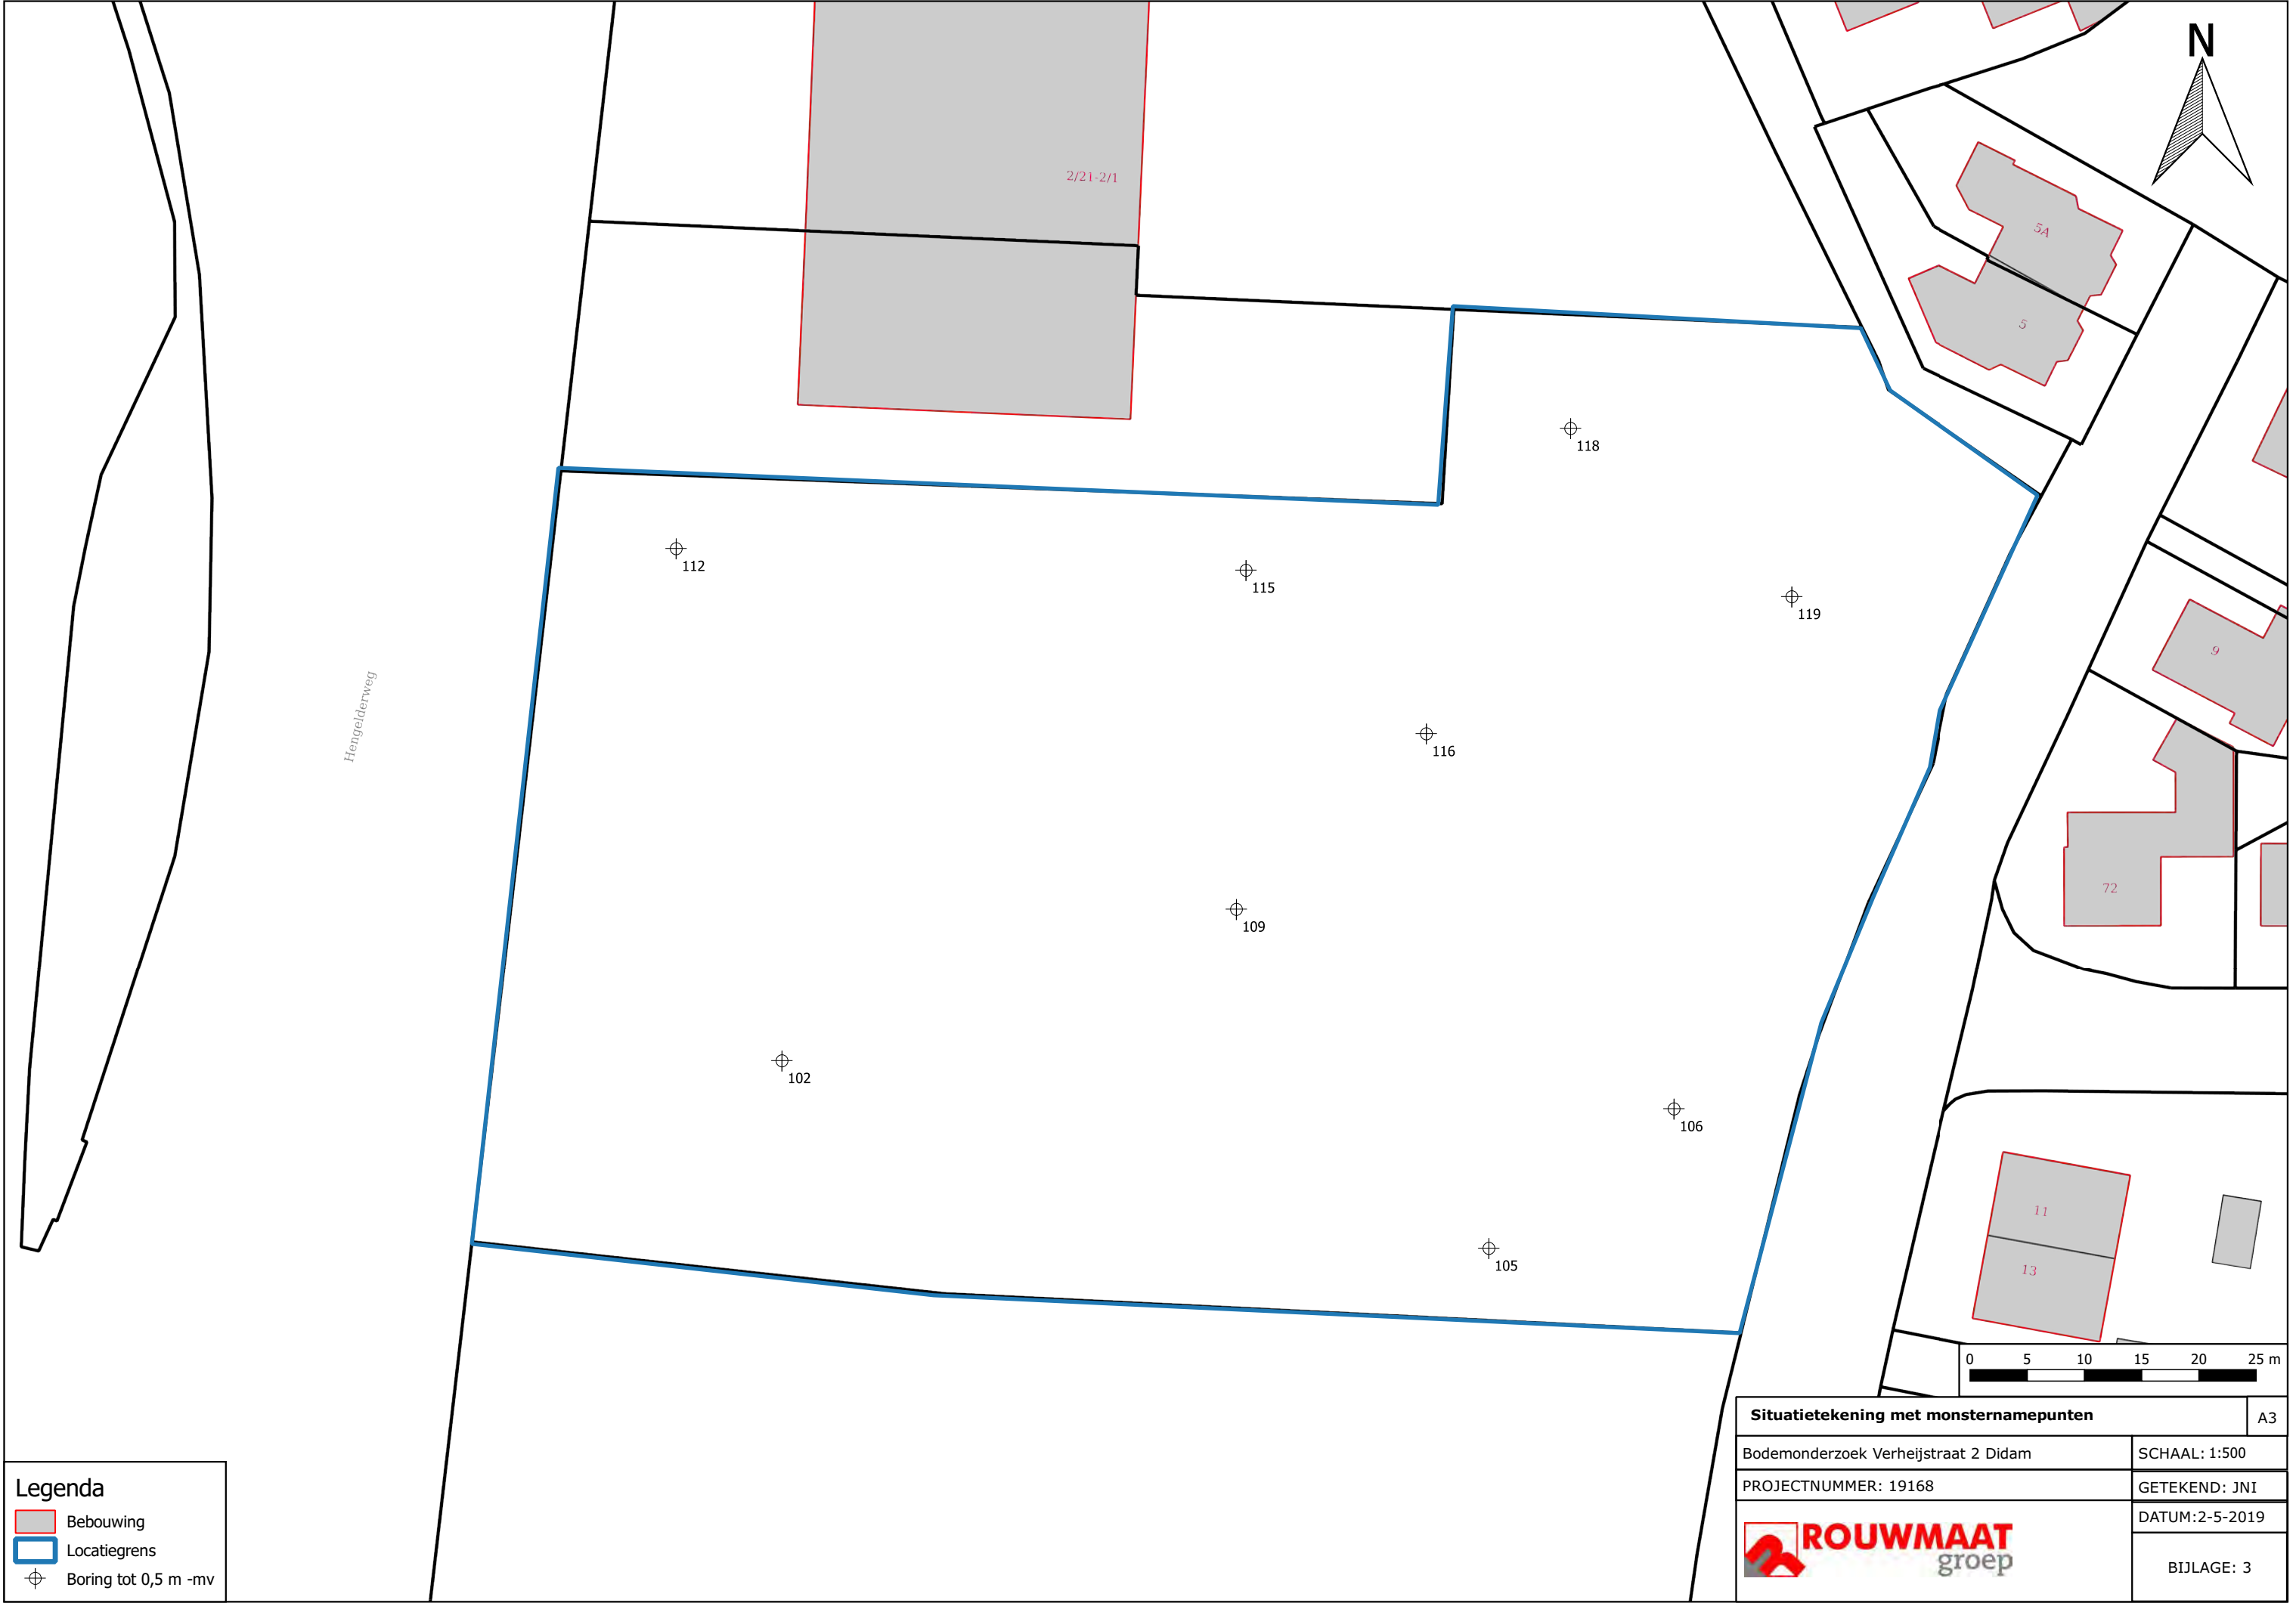 N
2/21-2/1
5A
5
118
112
115
119
9
Hengelderweg
116
72
109
102
106
11
105
13
0 5 10 15 20 25 m
Situatietekening met monsternamepunten
A3
Bodemonderzoek Verheijstraat 2 Didam
SCHAAL: 1:500
PROJECTNUMMER: 19168
GETEKEND: JNI
DATUM:2-5-2019
ROUWMAAT
groep
BIJLAGE: 3
Legenda
Bebouwing
Locatiegrens
Boring tot 0,5 m -mv